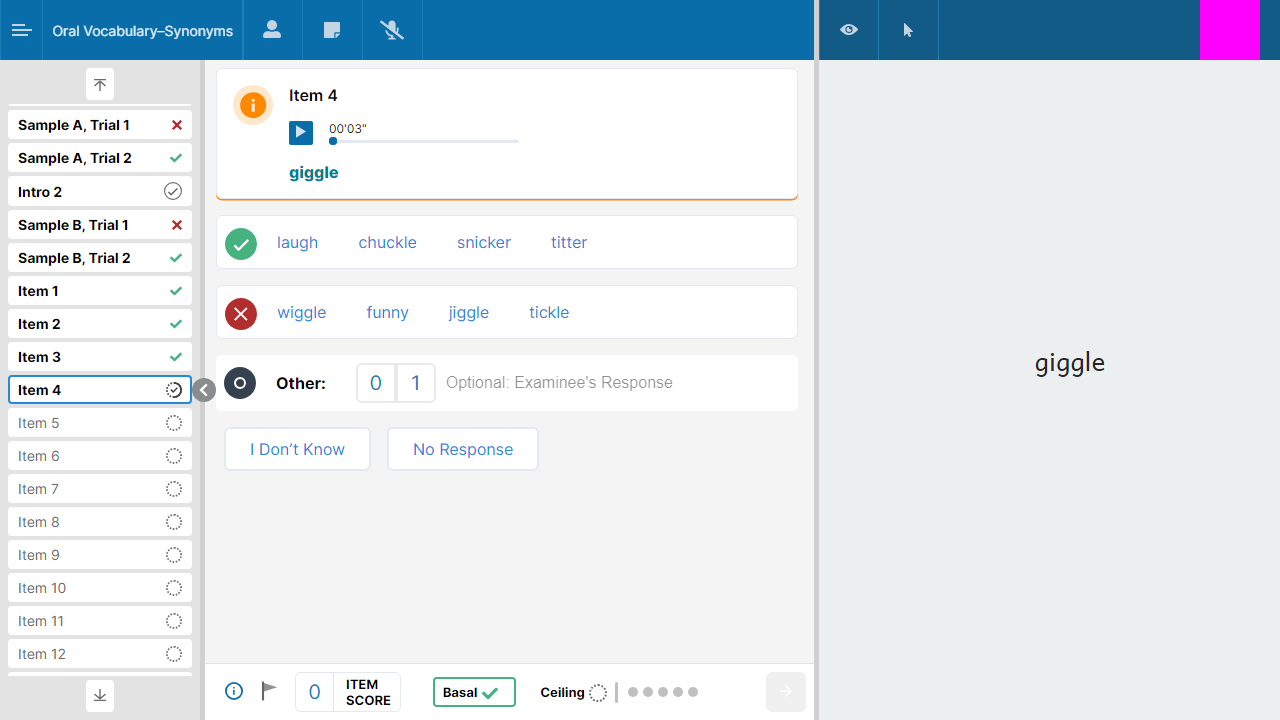 Oral Vocabulary–Synonyms
Sample A, Trial 1
Sample A, Trial 2
Intro 2
Sample B, Trial 1
Sample B, Trial 2
Item 1
Item 2
Item 3
Item 4
Item 5
Item 6
Item 7
Item 8
Item 9
Item 10
Item 11
Item 12
Item 4
00'03"
giggle
laugh chuckle snicker titter
wiggle funny jiggle tickle
Other: 0 1 Optional: Examinee's Response
I Don't Know No Response
0 ITEM SCORE
Basal
Ceiling
giggle